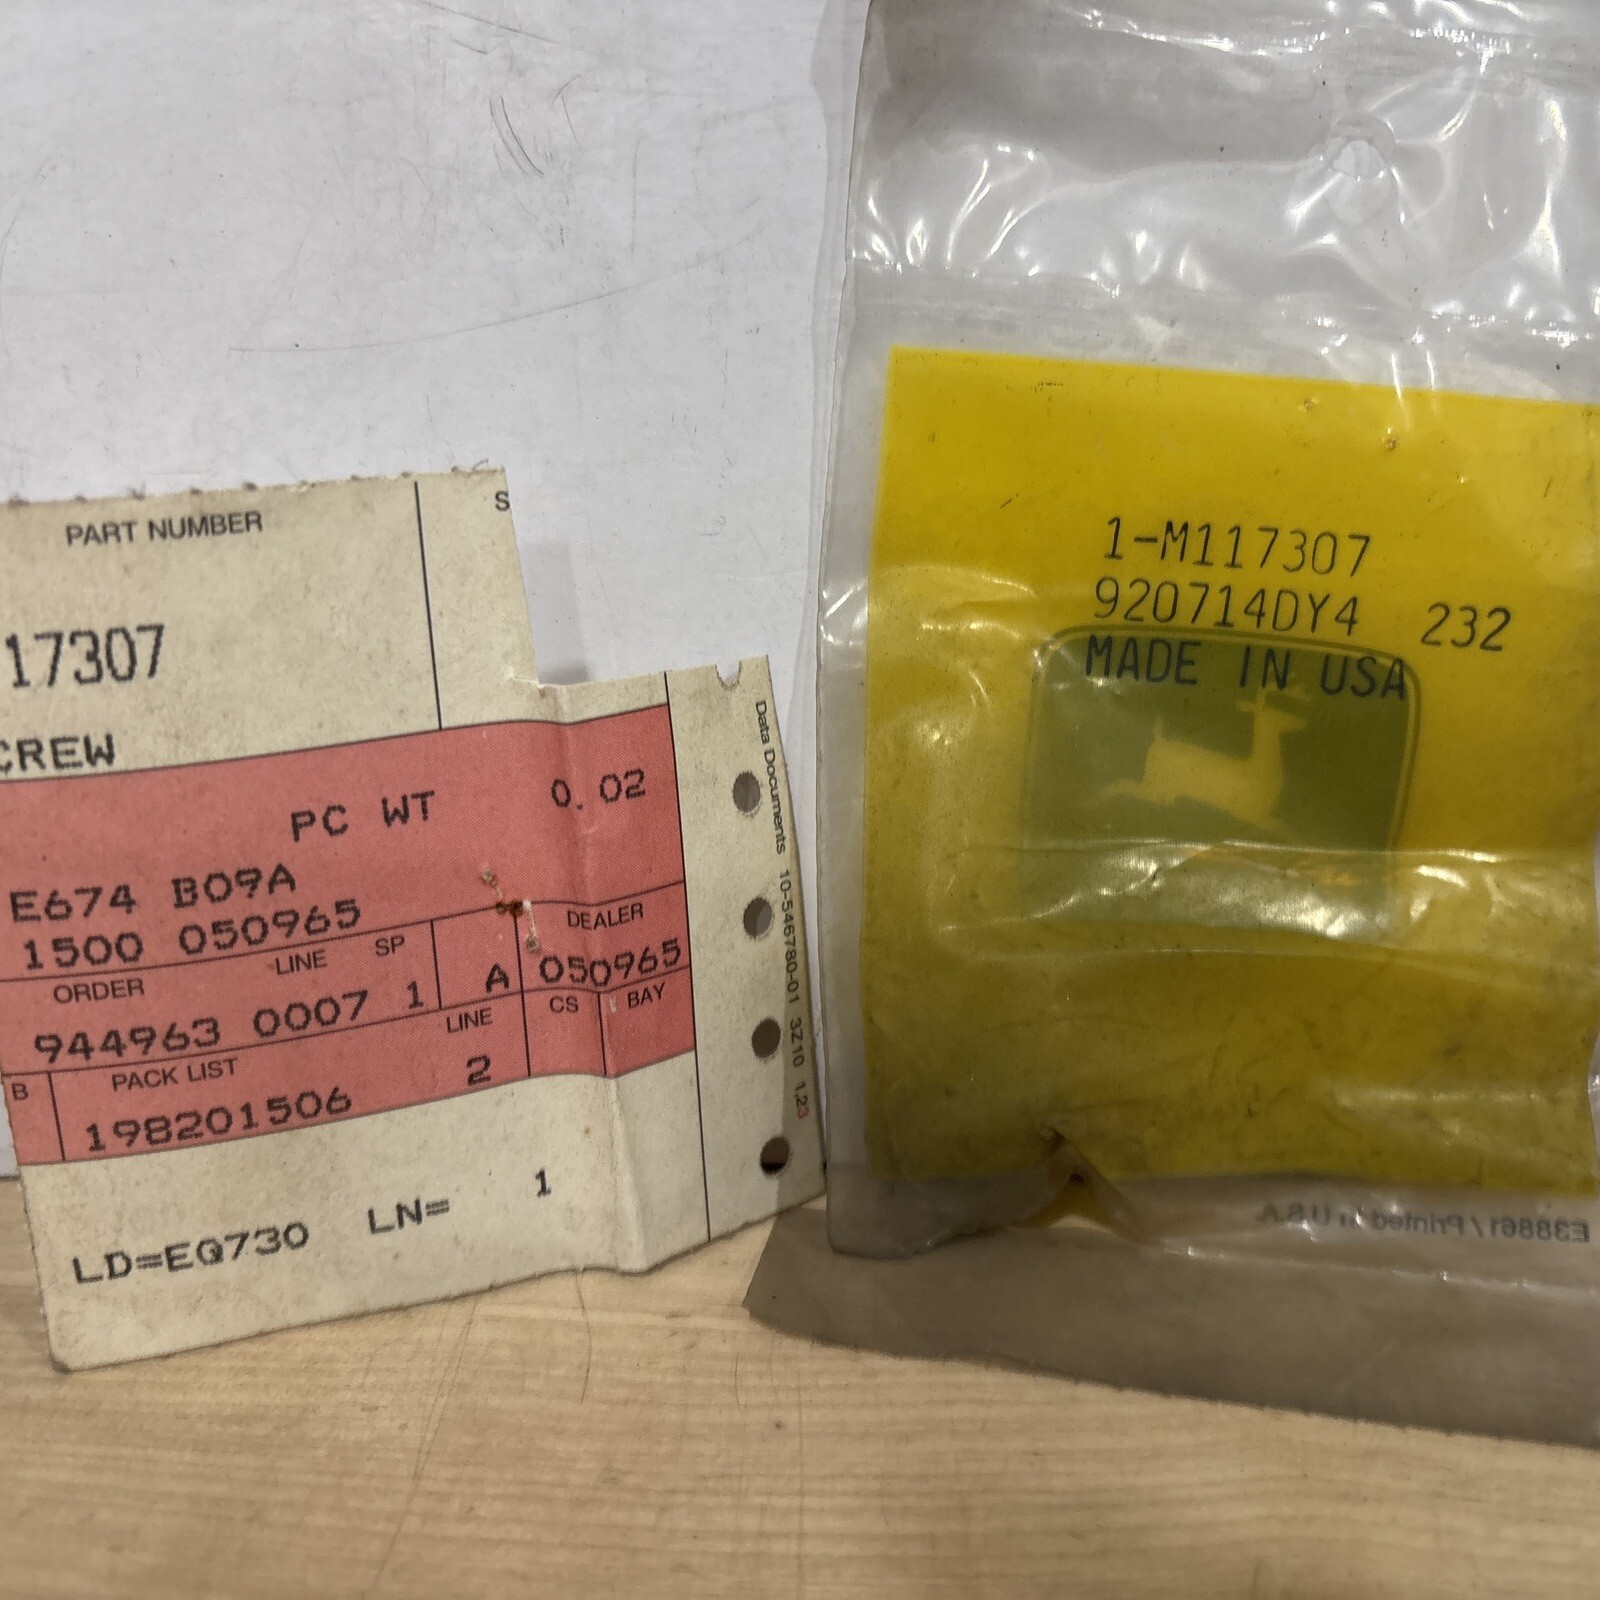 PART NUMBER
S
17307
CREW
PC WT 0.02
E674 B09A
1500 050965
ORDER LINE SP
DEALER
944963 0007 1 A 050965
B PACK LIST LINE CS BAY
198201506 2
LD=EQ730 LN= 1
Data Documents 10-546780-01 3Z10 1,23
1-M117307
920714DY4 232
MADE IN USA
E38861 / Printed in U.S.A.